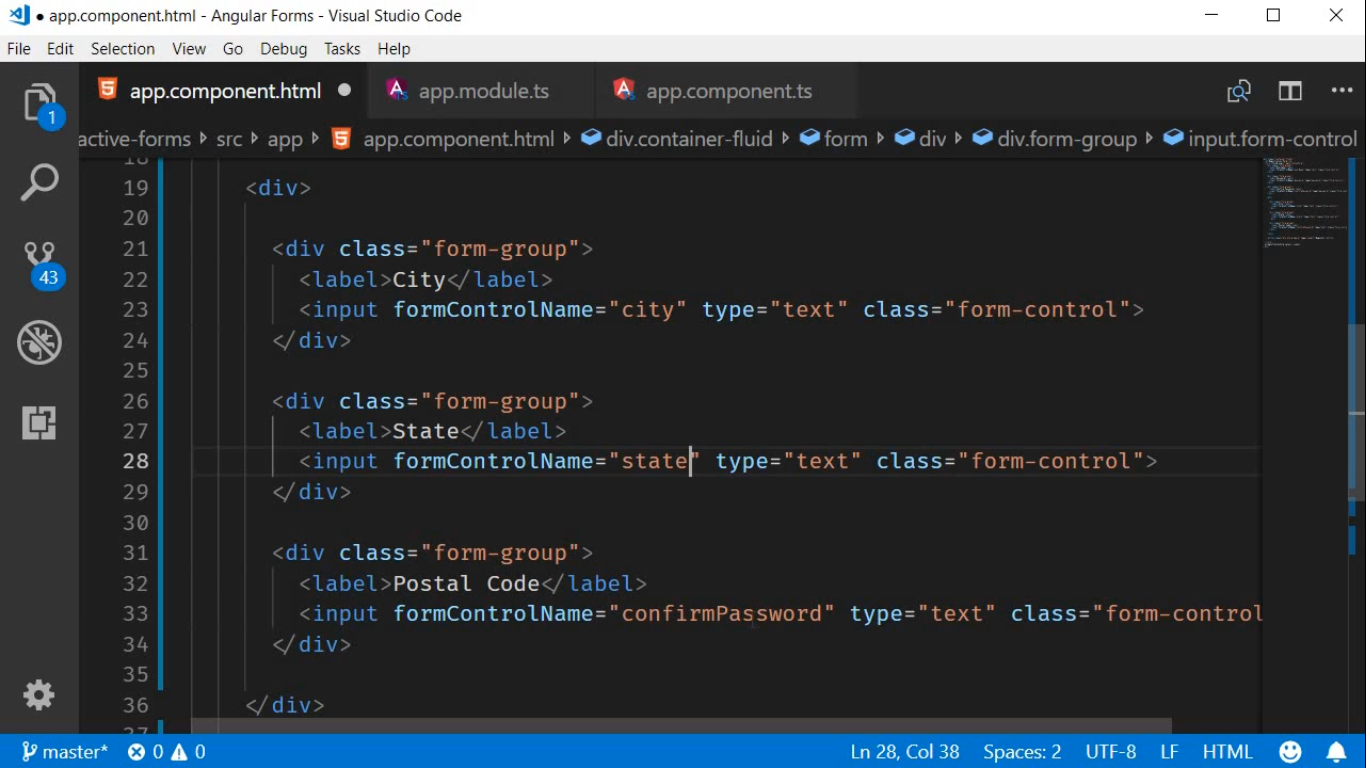 app.component.html - Angular Forms - Visual Studio Code
File Edit Selection View Go Debug Tasks Help
app.component.html app.module.ts app.component.ts
1
active-forms src app app.component.html div.container-fluid form div div.form-group input.form-control
18
19 <div>
20
21 <div class="form-group">
22 <label>City</label>
23 <input formControlName="city" type="text" class="form-control">
24 </div>
43
25
26 <div class="form-group">
27 <label>State</label>
28 <input formControlName="state" type="text" class="form-control">
29 </div>
30
31 <div class="form-group">
32 <label>Postal Code</label>
33 <input formControlName="confirmPassword" type="text" class="form-control
34 </div>
35
36 </div>
37
master* 0 0 Ln 28, Col 38 Spaces: 2 UTF-8 LF HTML